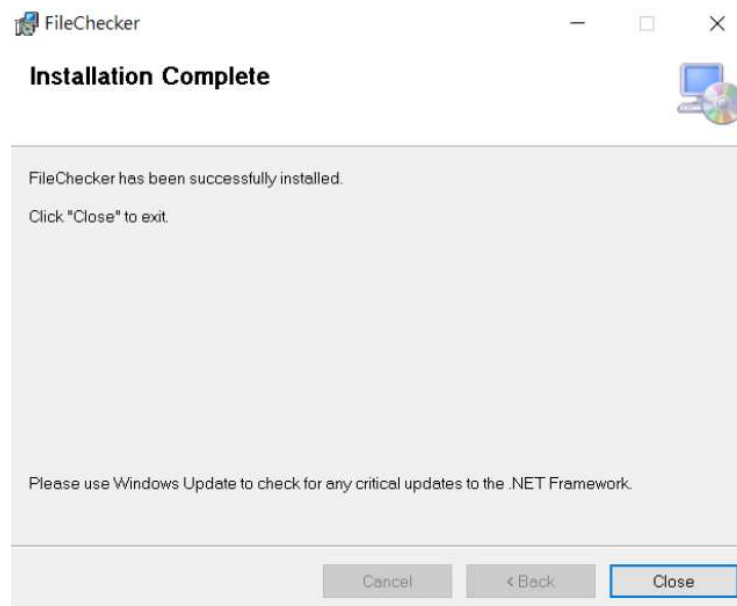 FileChecker
Installation Complete
FileChecker has been successfully installed.
Click "Close" to exit.
Please use Windows Update to check for any critical updates to the .NET Framework.
Cancel
< Back
Close